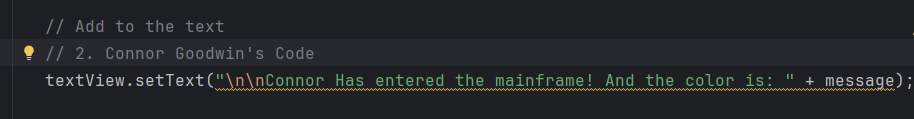 // Add to the text
// 2. Connor Goodwin's Code
textView.setText("\n\nConnor Has entered the mainframe! And the color is: " + message);